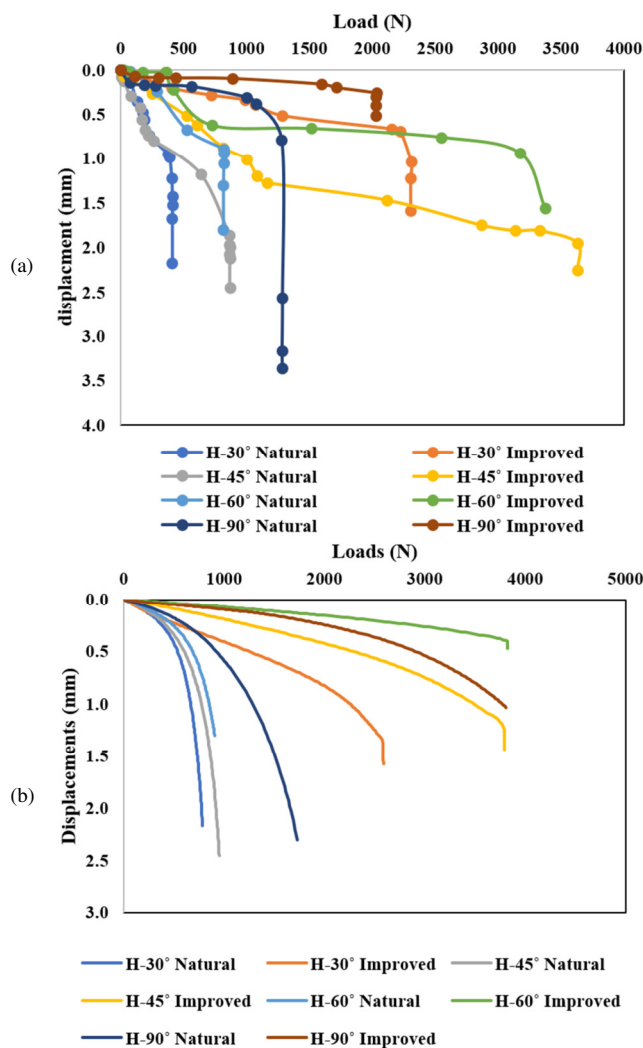 Load (N)
0 500 1000 1500 2000 2500 3000 3500 4000
0.0
0.5
1.0
1.5
2.0
2.5
3.0
3.5
4.0
displacment (mm)
(a)
H-30° Natural H-30° Improved
H-45° Natural H-45° Improved
H-60° Natural H-60° Improved
H-90° Natural H-90° Improved
Loads (N)
0 1000 2000 3000 4000 5000
0.0
0.5
1.0
1.5
2.0
2.5
3.0
Displacements (mm)
(b)
H-30° Natural H-30° Improved H-45° Natural
H-45° Improved H-60° Natural H-60° Improved
H-90° Natural H-90° Improved